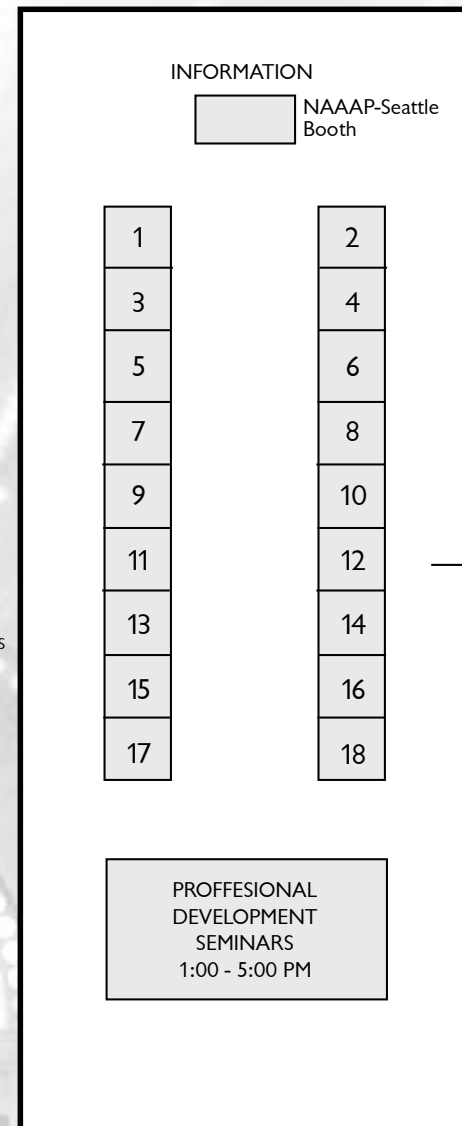 INFORMATION
NAAAP-Seattle
Booth
1
2
3
4
5
6
7
8
9
10
11
12
13
14
15
16
17
18
s
PROFFESIONAL
DEVELOPMENT
SEMINARS
1:00 - 5:00 PM